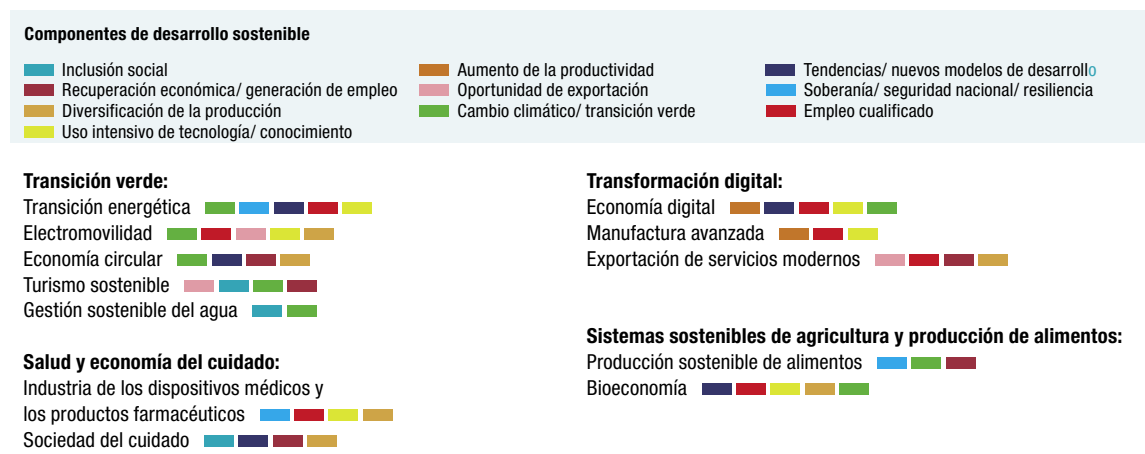 Componentes de desarrollo sostenible
Inclusión social
Recuperación económica/ generación de empleo
Diversificación de la producción
Uso intensivo de tecnología/ conocimiento
Aumento de la productividad
Oportunidad de exportación
Cambio climático/ transición verde
Tendencias/ nuevos modelos de desarrollo
Soberanía/ seguridad nacional/ resiliencia
Empleo cualificado
Transición verde:
Transición energética
Electromovilidad
Economía circular
Turismo sostenible
Gestión sostenible del agua
Salud y economía del cuidado:
Industria de los dispositivos médicos y
los productos farmacéuticos
Sociedad del cuidado
Transformación digital:
Economía digital
Manufactura avanzada
Exportación de servicios modernos
Sistemas sostenibles de agricultura y producción de alimentos:
Producción sostenible de alimentos
Bioeconomía